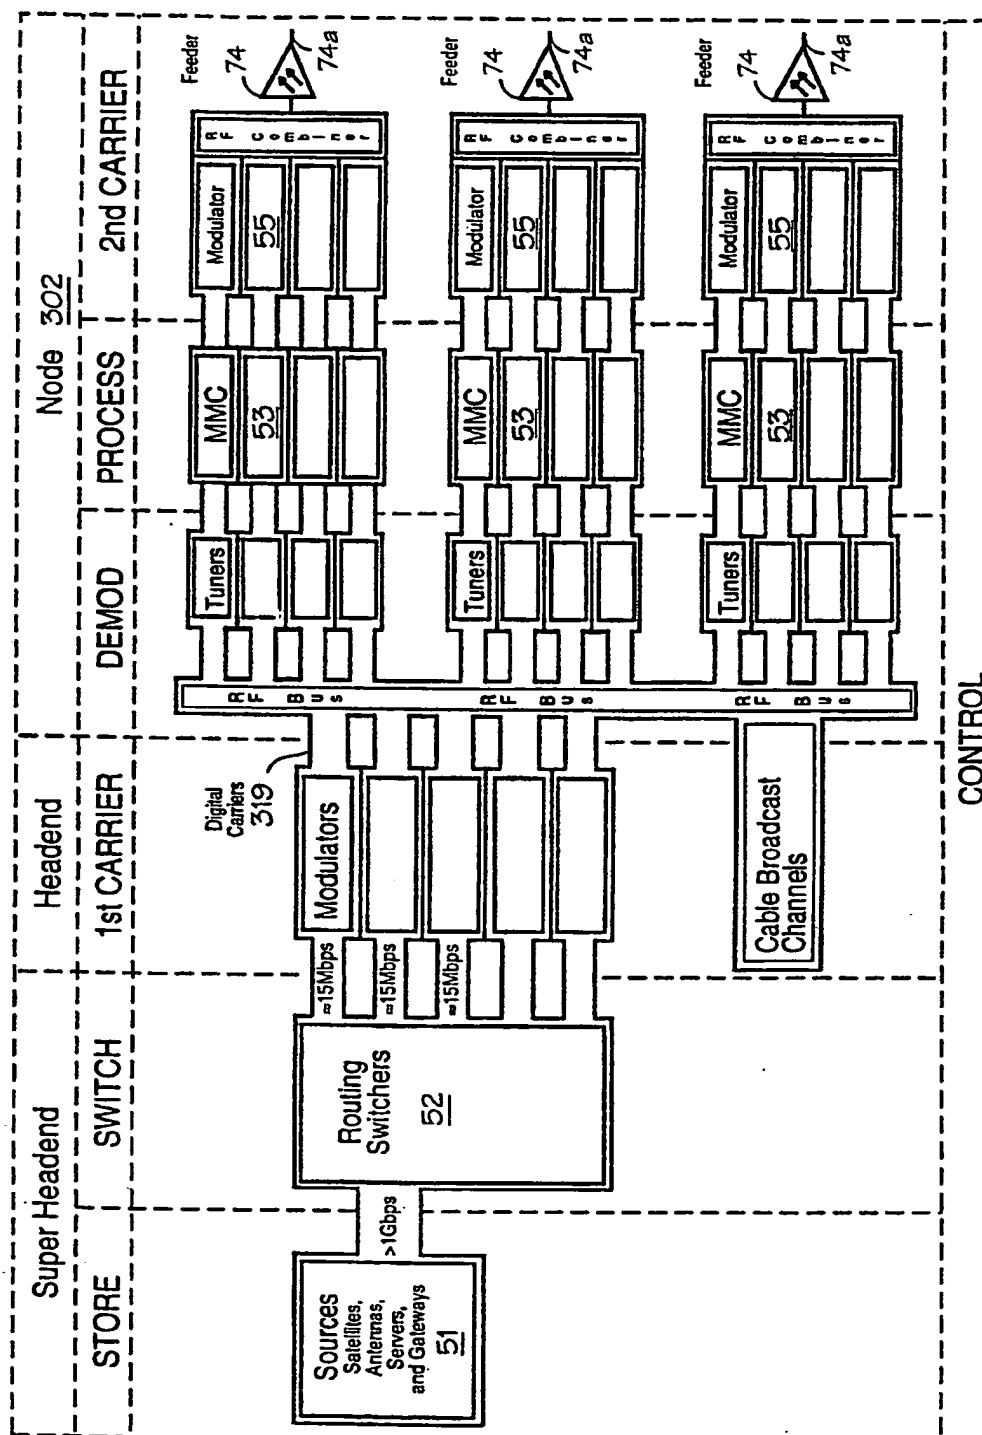 Super Headend
Headend
Node 302
STORE
SWITCH
1st CARRIER
DEMOD
PROCESS
2nd CARRIER
Sources
Satellites,
Antennas,
Servers,
and Gateways
51
>1Gbps
Routing
Switchers
52
≈15Mbps
≈15Mbps
≈15Mbps
Modulators
Digital
Carriers
319
Cable Broadcast
Channels
RF Bus
RF Bus
RF Bus
Tuners
MMC
53
Modulator
55
RF Combiner
Feeder
74
74a
Tuners
MMC
53
Modulator
55
RF Combiner
Feeder
74
74a
Tuners
MMC
53
Modulator
55
RF Combiner
Feeder
74
74a
CONTROL